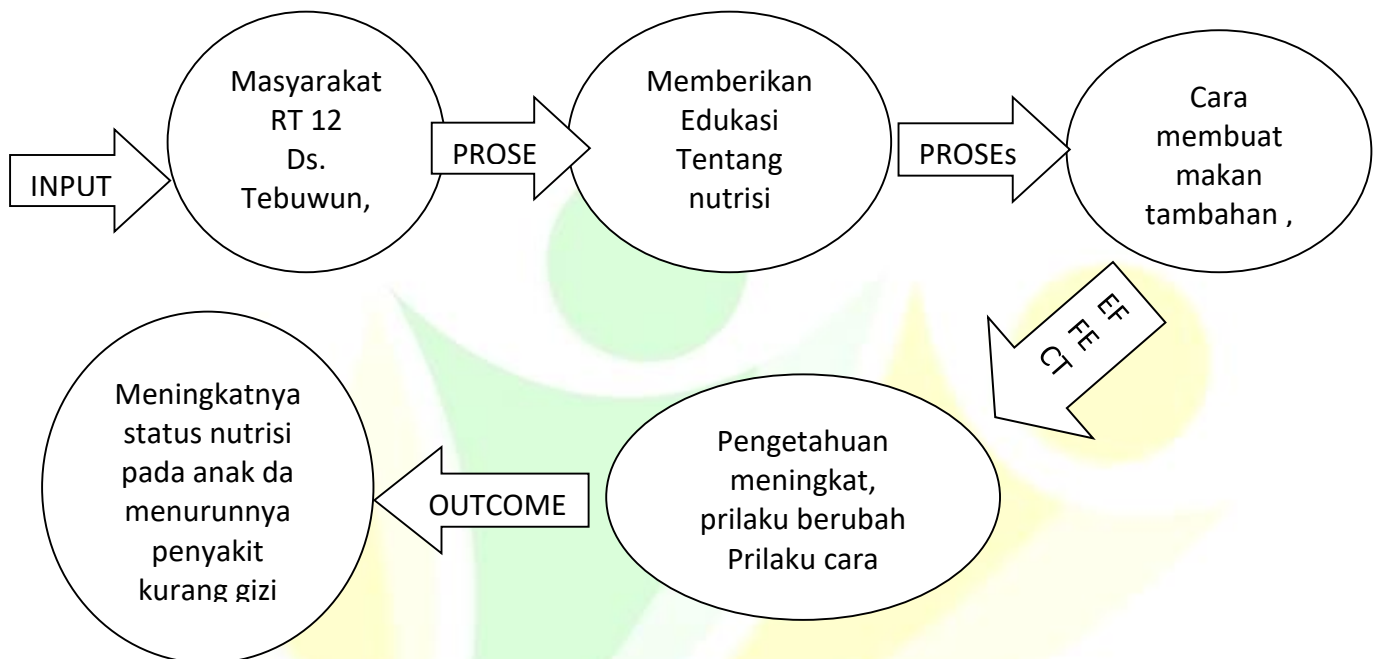 INPUT
Masyarakat
RT 12
Ds.
Tebuwun,
PROSE
Memberikan
Edukasi
Tentang
nutrisi
PROSEs
Cara
membuat
makan
tambahan ,
EF
FE
CT
Pengetahuan
meningkat,
prilaku berubah
Prilaku cara
OUTCOME
Meningkatnya
status nutrisi
pada anak da
menurunnya
penyakit
kurang gizi